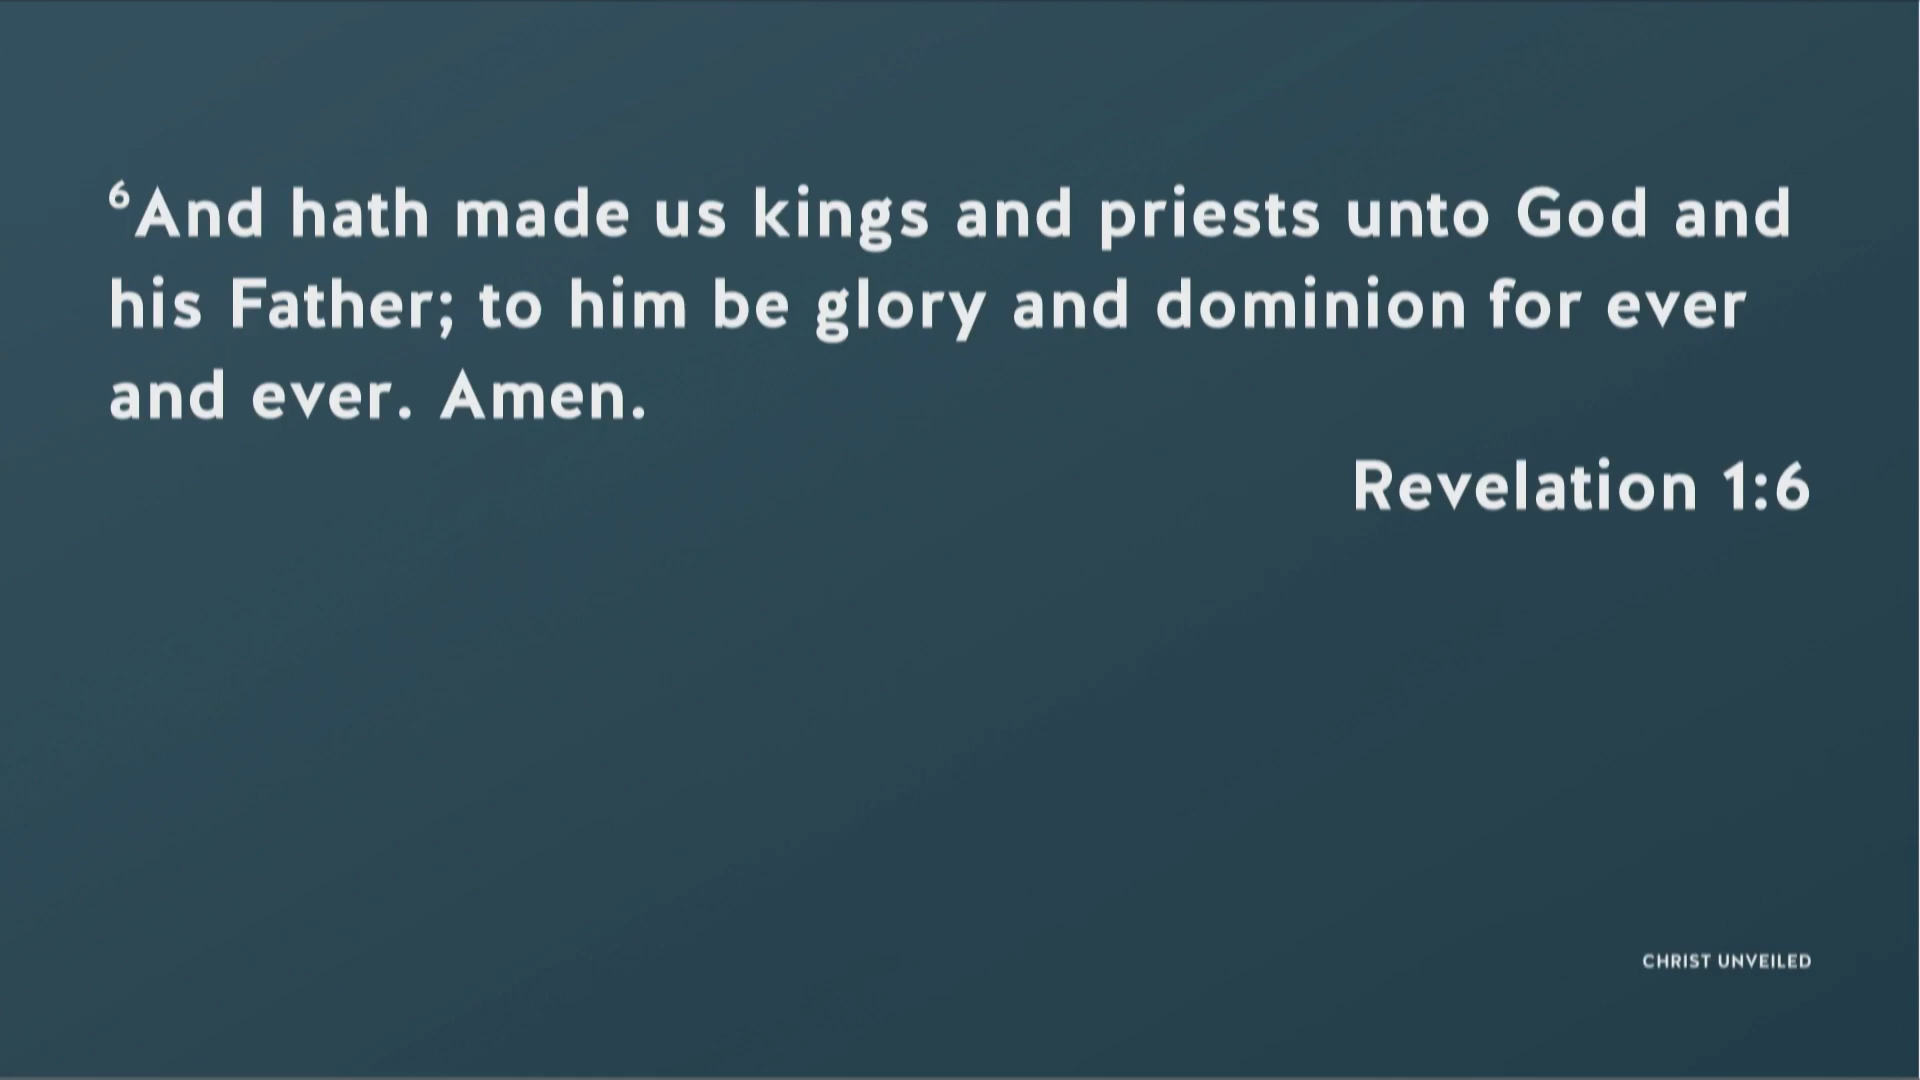 ⁶And hath made us kings and priests unto God and
his Father; to him be glory and dominion for ever
and ever. Amen.
Revelation 1:6
CHRIST UNVEILED